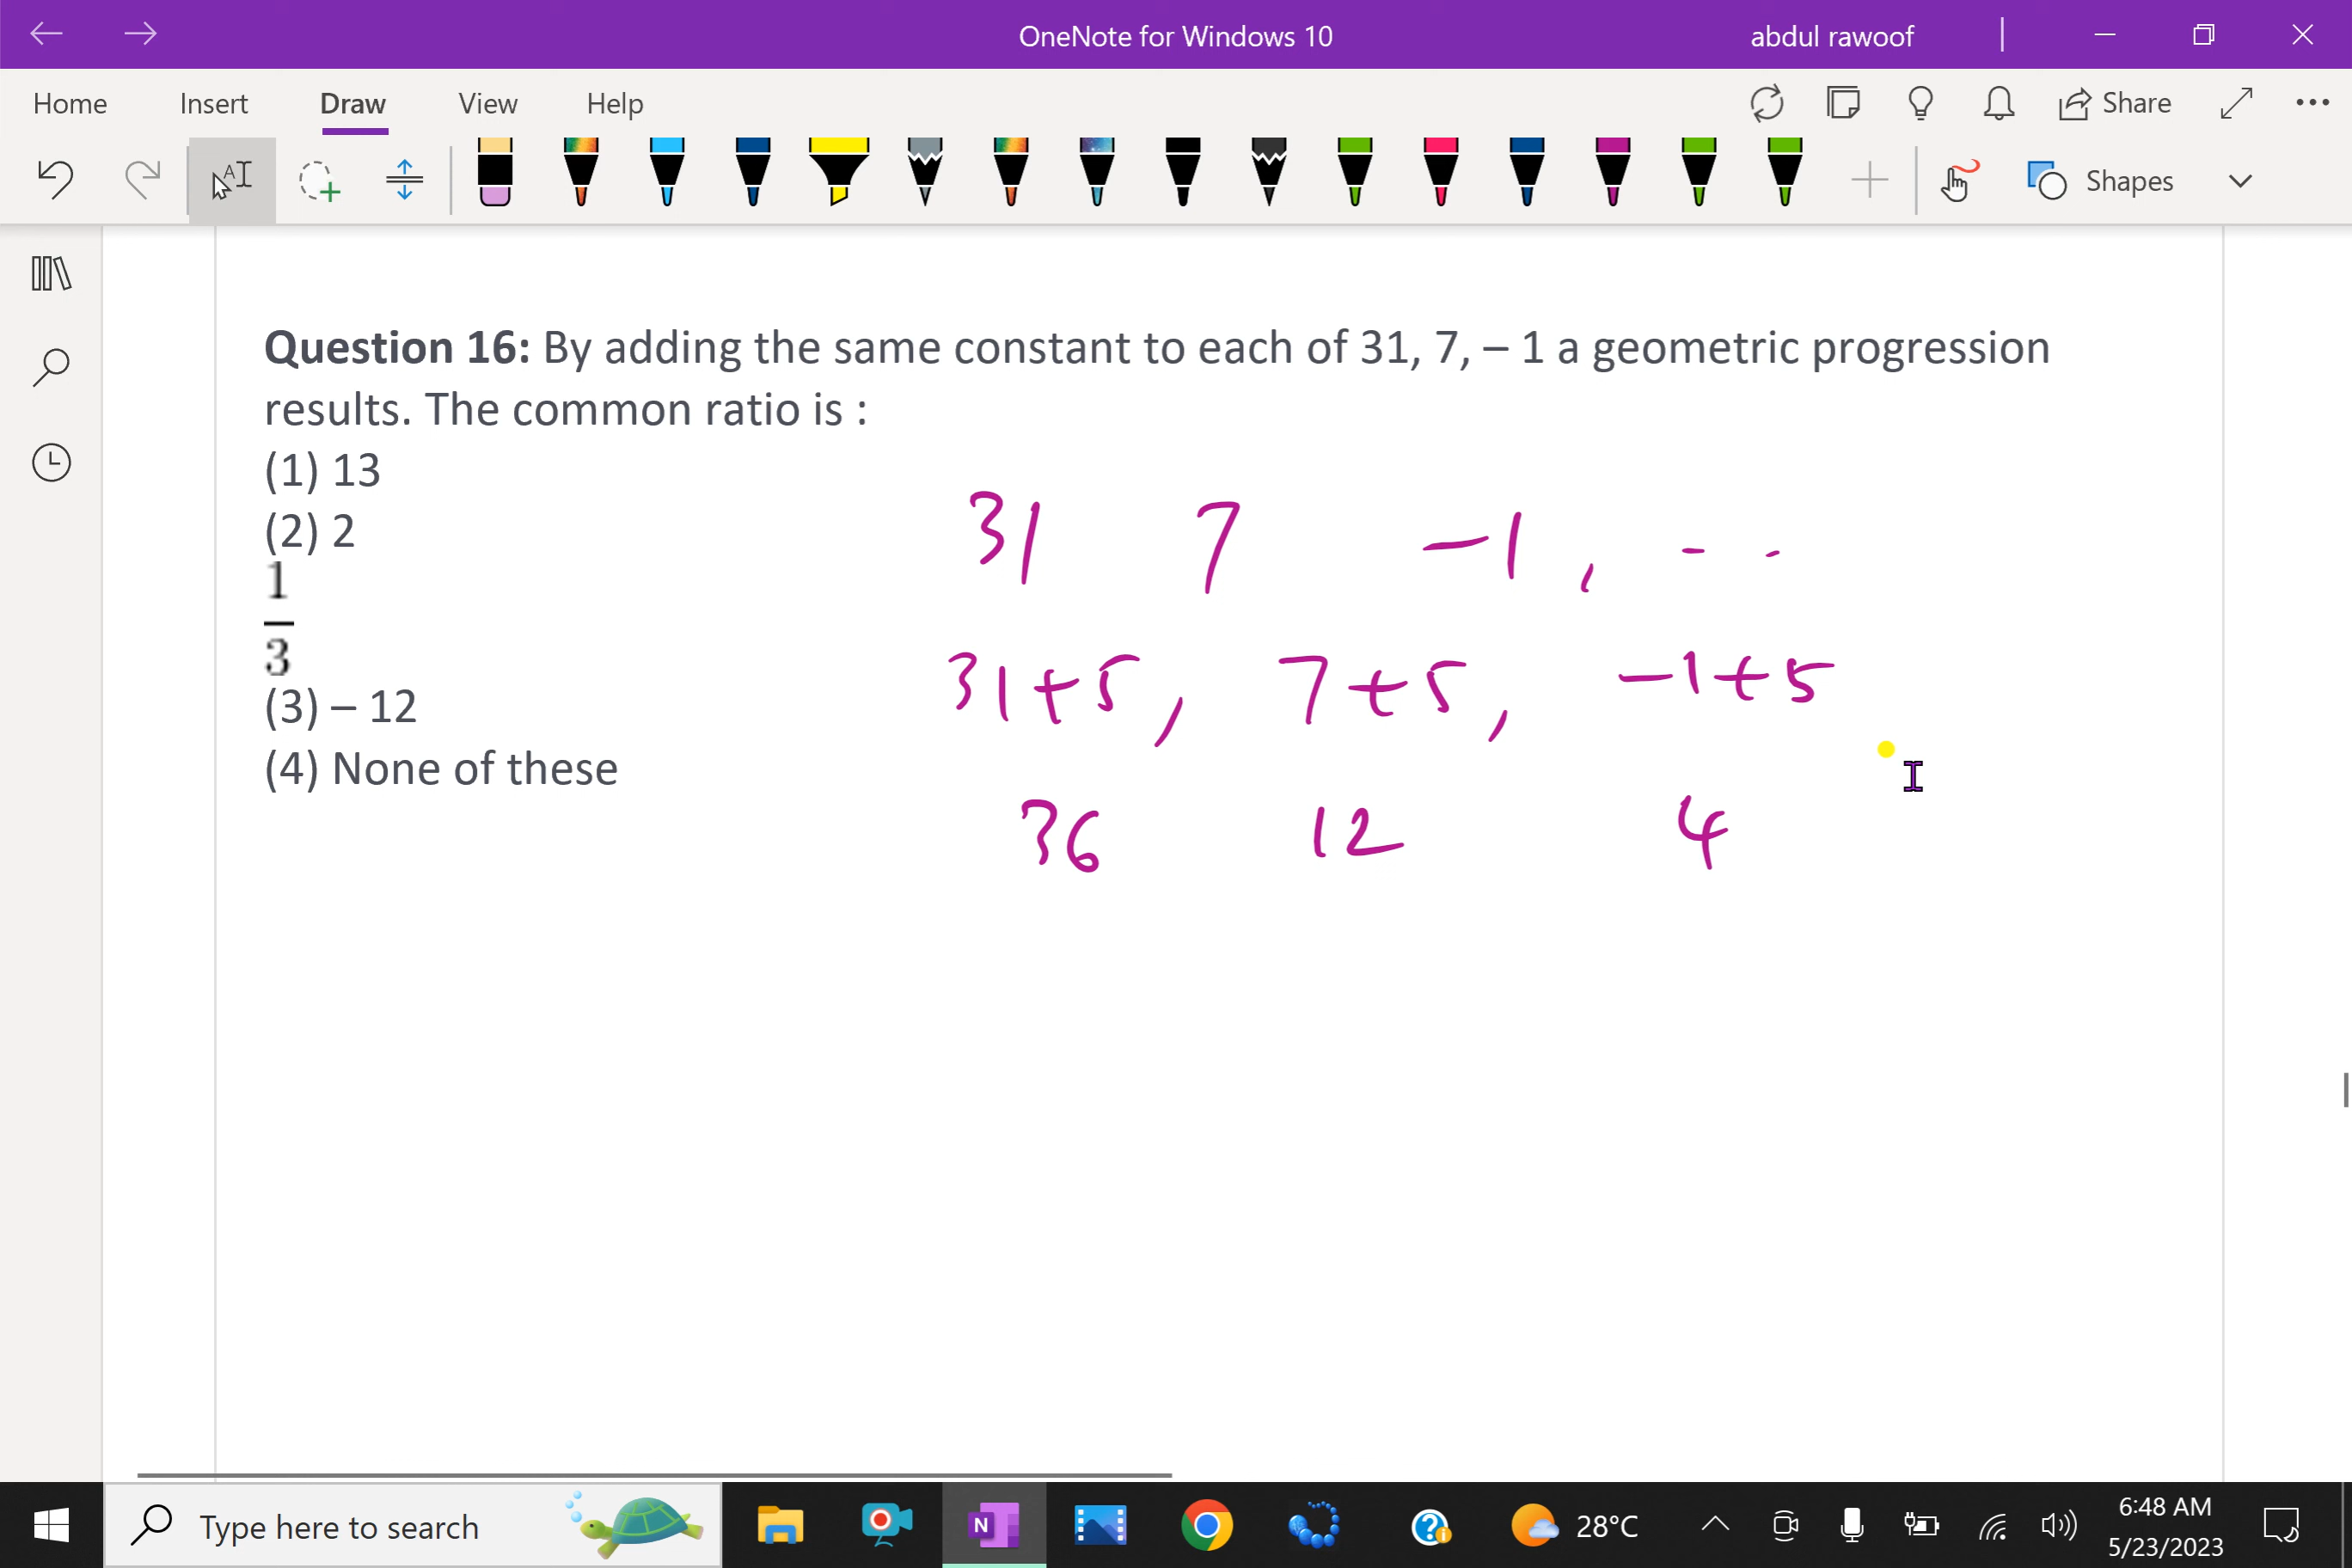 OneNote for Windows 10
abdul rawoof
Home Insert Draw View Help
Share
Shapes
Question 16: By adding the same constant to each of 31, 7, – 1 a geometric progression
results. The common ratio is :
(1) 13
(2) 2
1
3
(3) – 12
(4) None of these
31 7 -1, - -
31+5, 7+5, -1+5
36 12 4
Type here to search
28°C
6:48 AM
5/23/2023